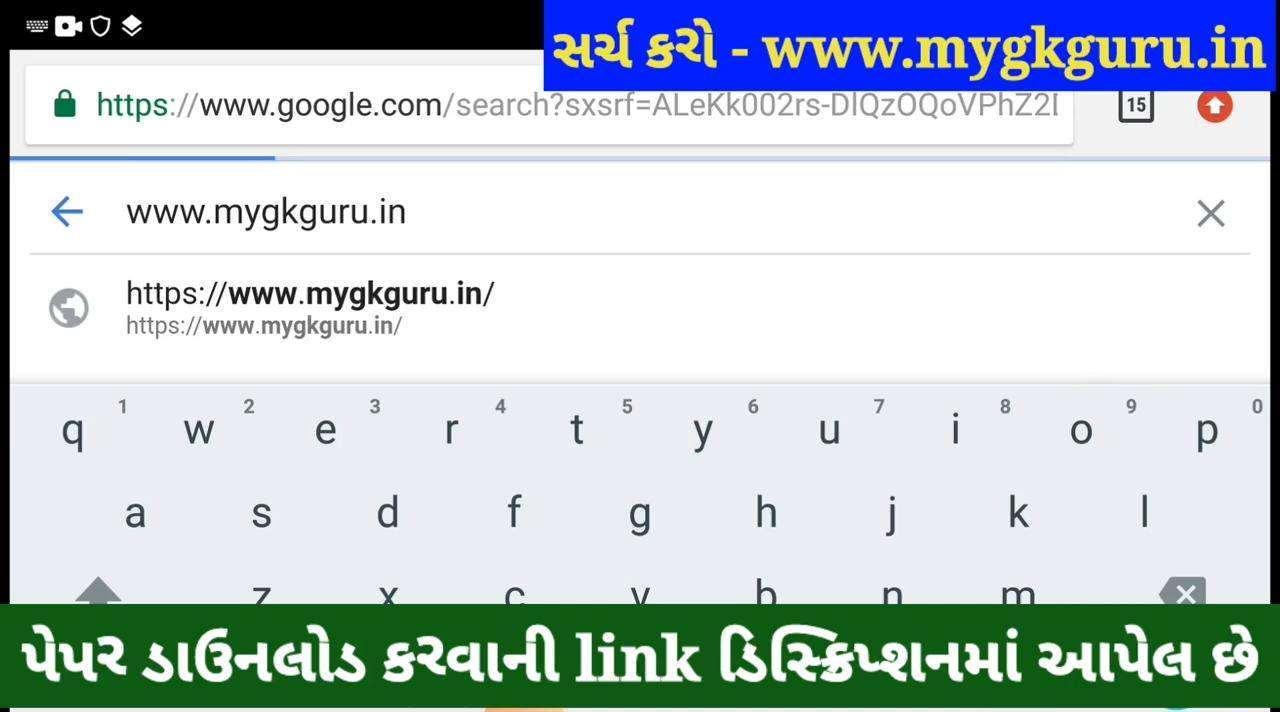 સર્ચ કરો - www.mygkguru.in
https://www.google.com/search?sxsrf=ALeKk002rs-DlQzOQoVPhZ2D
15
www.mygkguru.in
https://www.mygkguru.in/
https://www.mygkguru.in/
1 2 3 4 5 6 7 8 9 0
q w e r t y u i o p
a s d f g h j k l
z x c v b n m
પેપર ડાઉનલોડ કરવાની link ડિસ્ક્રિપ્શનમાં આપેલ છે